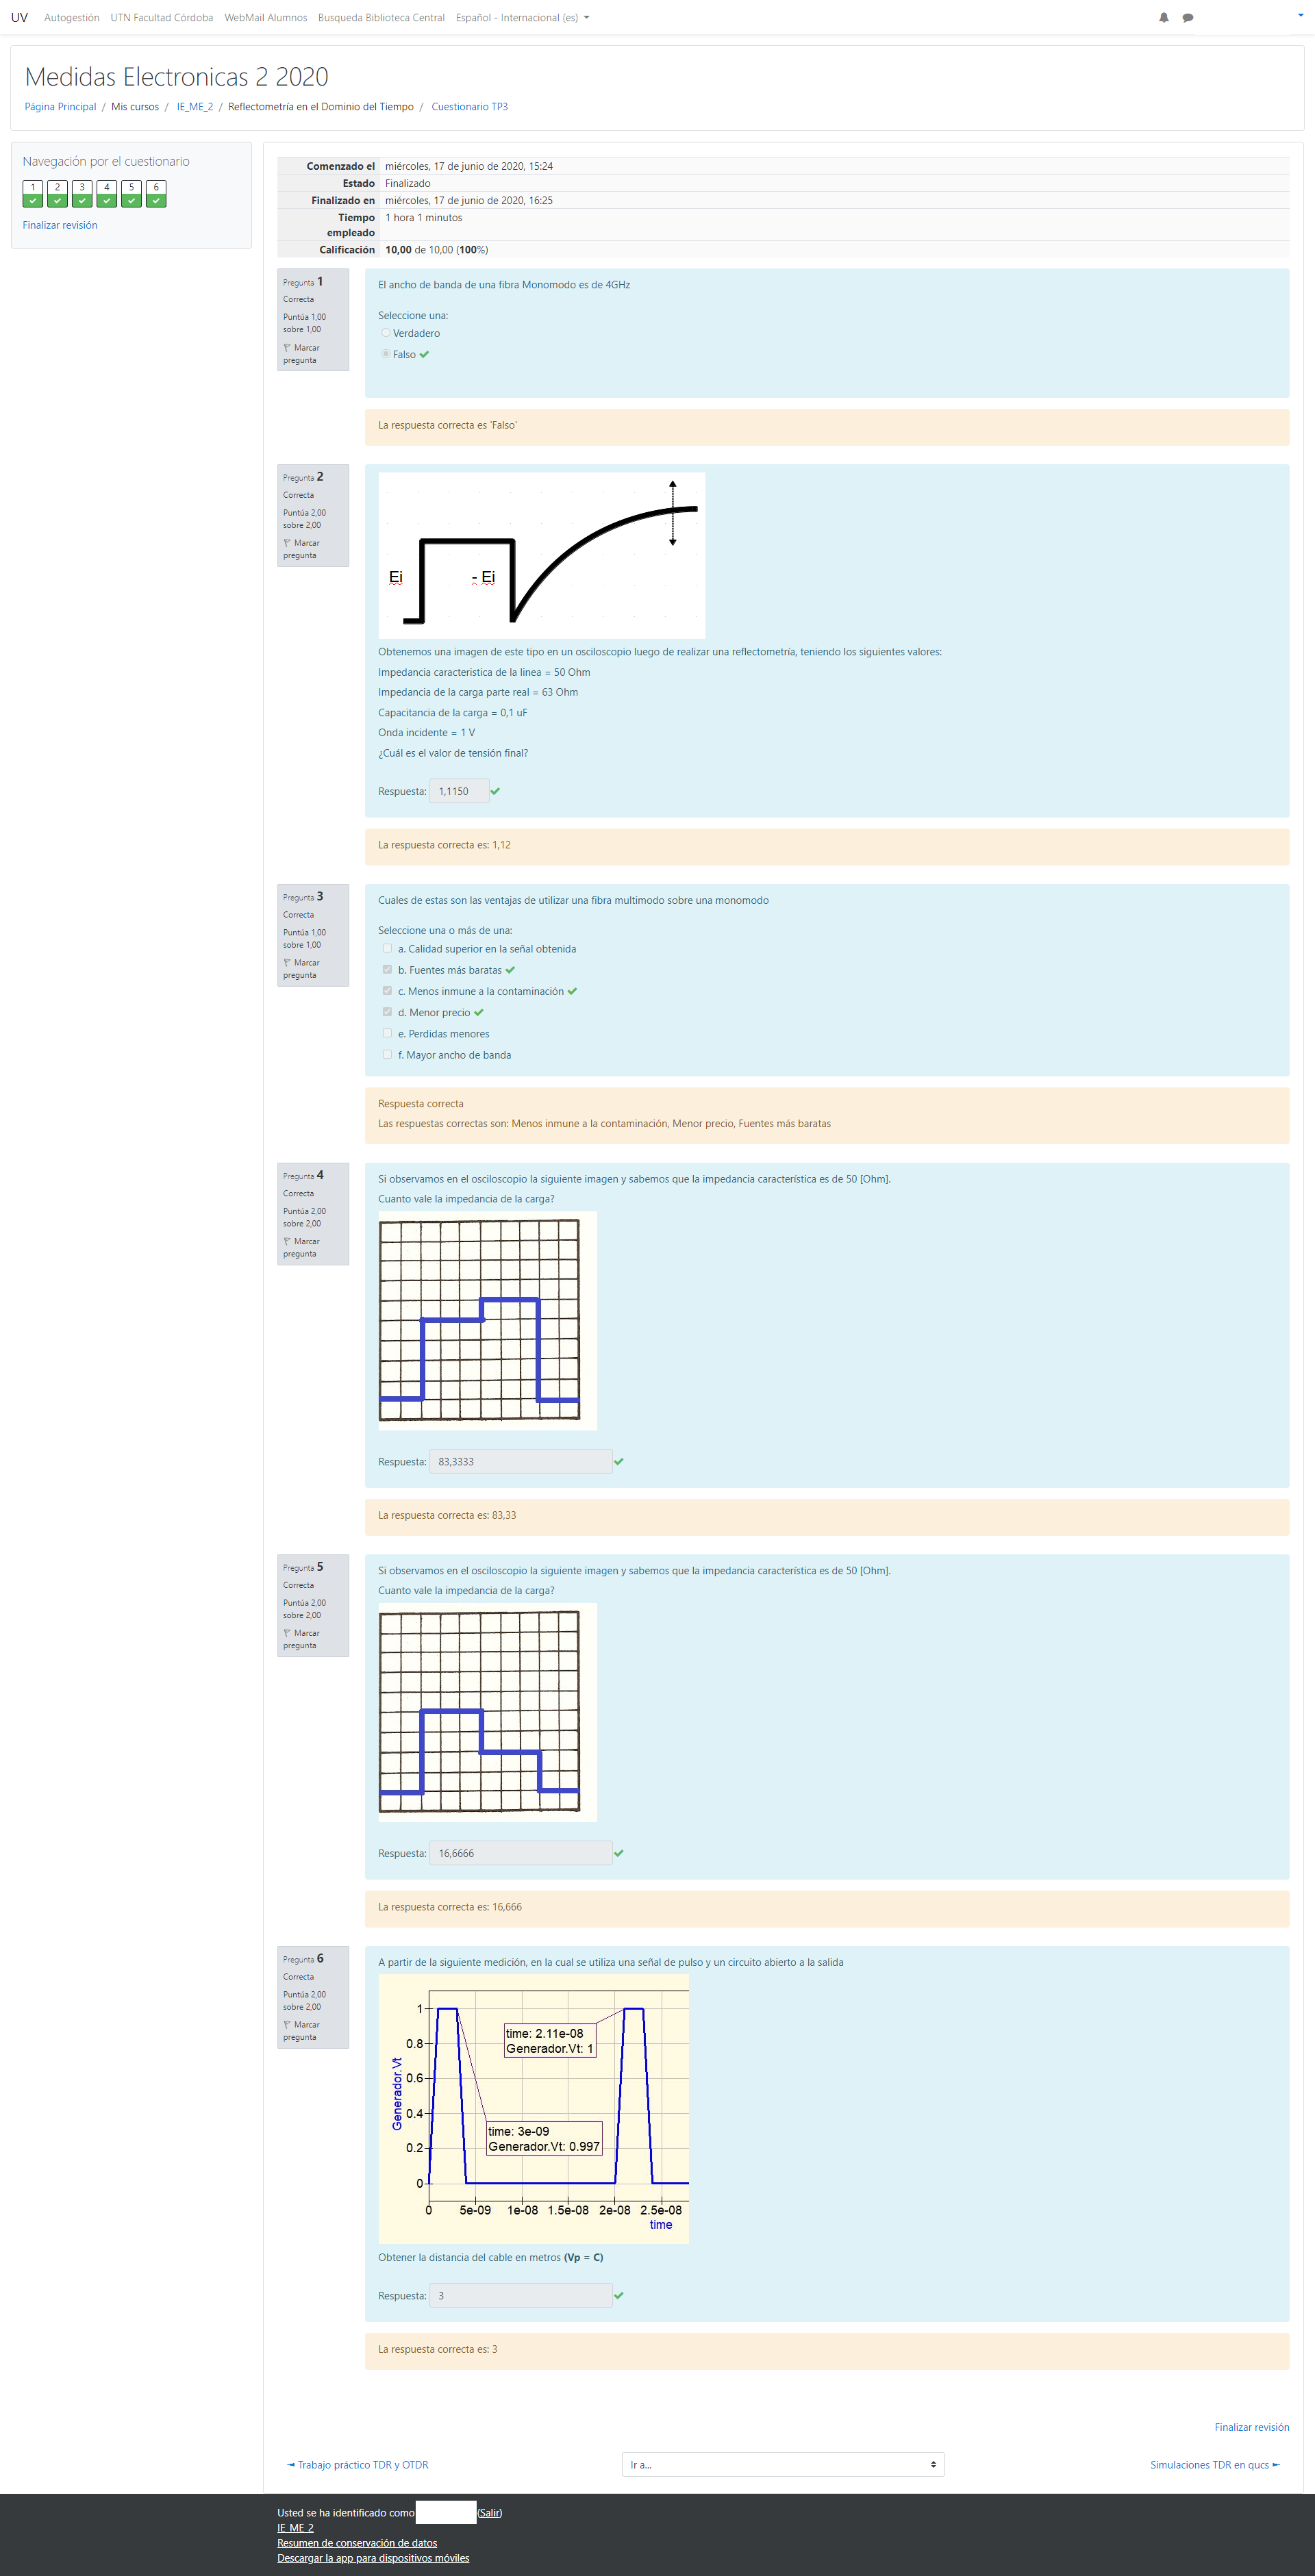 UV Autogestión UTN Facultad Córdoba WebMail Alumnos Busqueda Biblioteca Central Español - Internacional (es)
Medidas Electronicas 2 2020
Página Principal / Mis cursos / IE_ME_2 / Reflectometría en el Dominio del Tiempo / Cuestionario TP3
Navegación por el cuestionario
1 2 3 4 5 6
Finalizar revisión
Comenzado el miércoles, 17 de junio de 2020, 15:24
Estado Finalizado
Finalizado en miércoles, 17 de junio de 2020, 16:25
Tiempo empleado 1 hora 1 minutos
Calificación 10,00 de 10,00 (100%)
Pregunta 1
Correcta
Puntúa 1,00
sobre 1,00
Marcar
pregunta
El ancho de banda de una fibra Monomodo es de 4GHz
Seleccione una:
Verdadero
Falso
La respuesta correcta es 'Falso'
Pregunta 2
Correcta
Puntúa 2,00
sobre 2,00
Marcar
pregunta
Ei - Ei
Obtenemos una imagen de este tipo en un osciloscopio luego de realizar una reflectometría, teniendo los siguientes valores:
Impedancia caracteristica de la linea = 50 Ohm
Impedancia de la carga parte real = 63 Ohm
Capacitancia de la carga = 0,1 uF
Onda incidente = 1 V
¿Cuál es el valor de tensión final?
Respuesta: 1,1150
La respuesta correcta es: 1,12
Pregunta 3
Correcta
Puntúa 1,00
sobre 1,00
Marcar
pregunta
Cuales de estas son las ventajas de utilizar una fibra multimodo sobre una monomodo
Seleccione una o más de una:
a. Calidad superior en la señal obtenida
b. Fuentes más baratas
c. Menos inmune a la contaminación
d. Menor precio
e. Perdidas menores
f. Mayor ancho de banda
Respuesta correcta
Las respuestas correctas son: Menos inmune a la contaminación, Menor precio, Fuentes más baratas
Pregunta 4
Correcta
Puntúa 2,00
sobre 2,00
Marcar
pregunta
Si observamos en el osciloscopio la siguiente imagen y sabemos que la impedancia característica es de 50 [Ohm].
Cuanto vale la impedancia de la carga?
Respuesta: 83,3333
La respuesta correcta es: 83,33
Pregunta 5
Correcta
Puntúa 2,00
sobre 2,00
Marcar
pregunta
Si observamos en el osciloscopio la siguiente imagen y sabemos que la impedancia característica es de 50 [Ohm].
Cuanto vale la impedancia de la carga?
Respuesta: 16,6666
La respuesta correcta es: 16,666
Pregunta 6
Correcta
Puntúa 2,00
sobre 2,00
Marcar
pregunta
A partir de la siguiente medición, en la cual se utiliza una señal de pulso y un circuito abierto a la salida
Generador.Vt
1
0.8
0.6
0.4
0.2
0
time: 2.11e-08
Generador.Vt: 1
time: 3e-09
Generador.Vt: 0.997
0 5e-09 1e-08 1.5e-08 2e-08 2.5e-08
time
Obtener la distancia del cable en metros (Vp = C)
Respuesta: 3
La respuesta correcta es: 3
Finalizar revisión
◄ Trabajo práctico TDR y OTDR
Ir a...
Simulaciones TDR en qucs ►
Usted se ha identificado como (Salir)
IE_ME_2
Resumen de conservación de datos
Descargar la app para dispositivos móviles